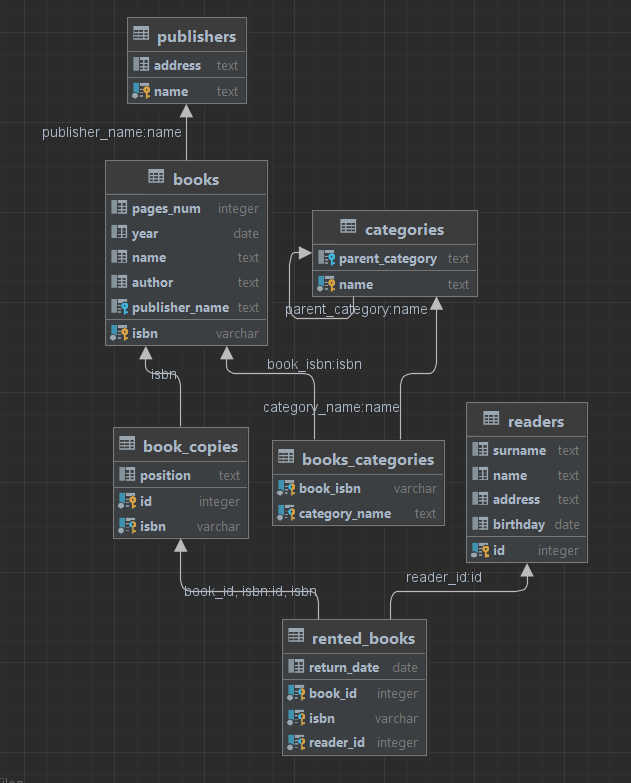 publishers
address text
name text
publisher_name:name
books
pages_num integer
year date
name text
author text
publisher_name text
isbn varchar
categories
parent_category text
name text
parent_category:name
isbn
book_isbn:isbn
category_name:name
book_copies
position text
id integer
isbn varchar
books_categories
book_isbn varchar
category_name text
readers
surname text
name text
address text
birthday date
id integer
book_id, isbn:id, isbn
reader_id:id
rented_books
return_date date
book_id integer
isbn varchar
reader_id integer